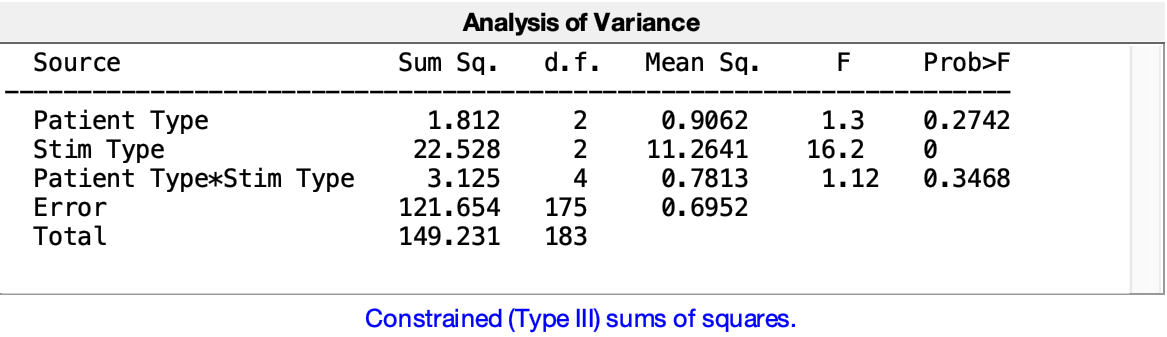 Analysis of Variance
Source Sum Sq. d.f. Mean Sq. F Prob>F
Patient Type 1.812 2 0.9062 1.3 0.2742
Stim Type 22.528 2 11.2641 16.2 0
Patient Type*Stim Type 3.125 4 0.7813 1.12 0.3468
Error 121.654 175 0.6952
Total 149.231 183
Constrained (Type III) sums of squares.